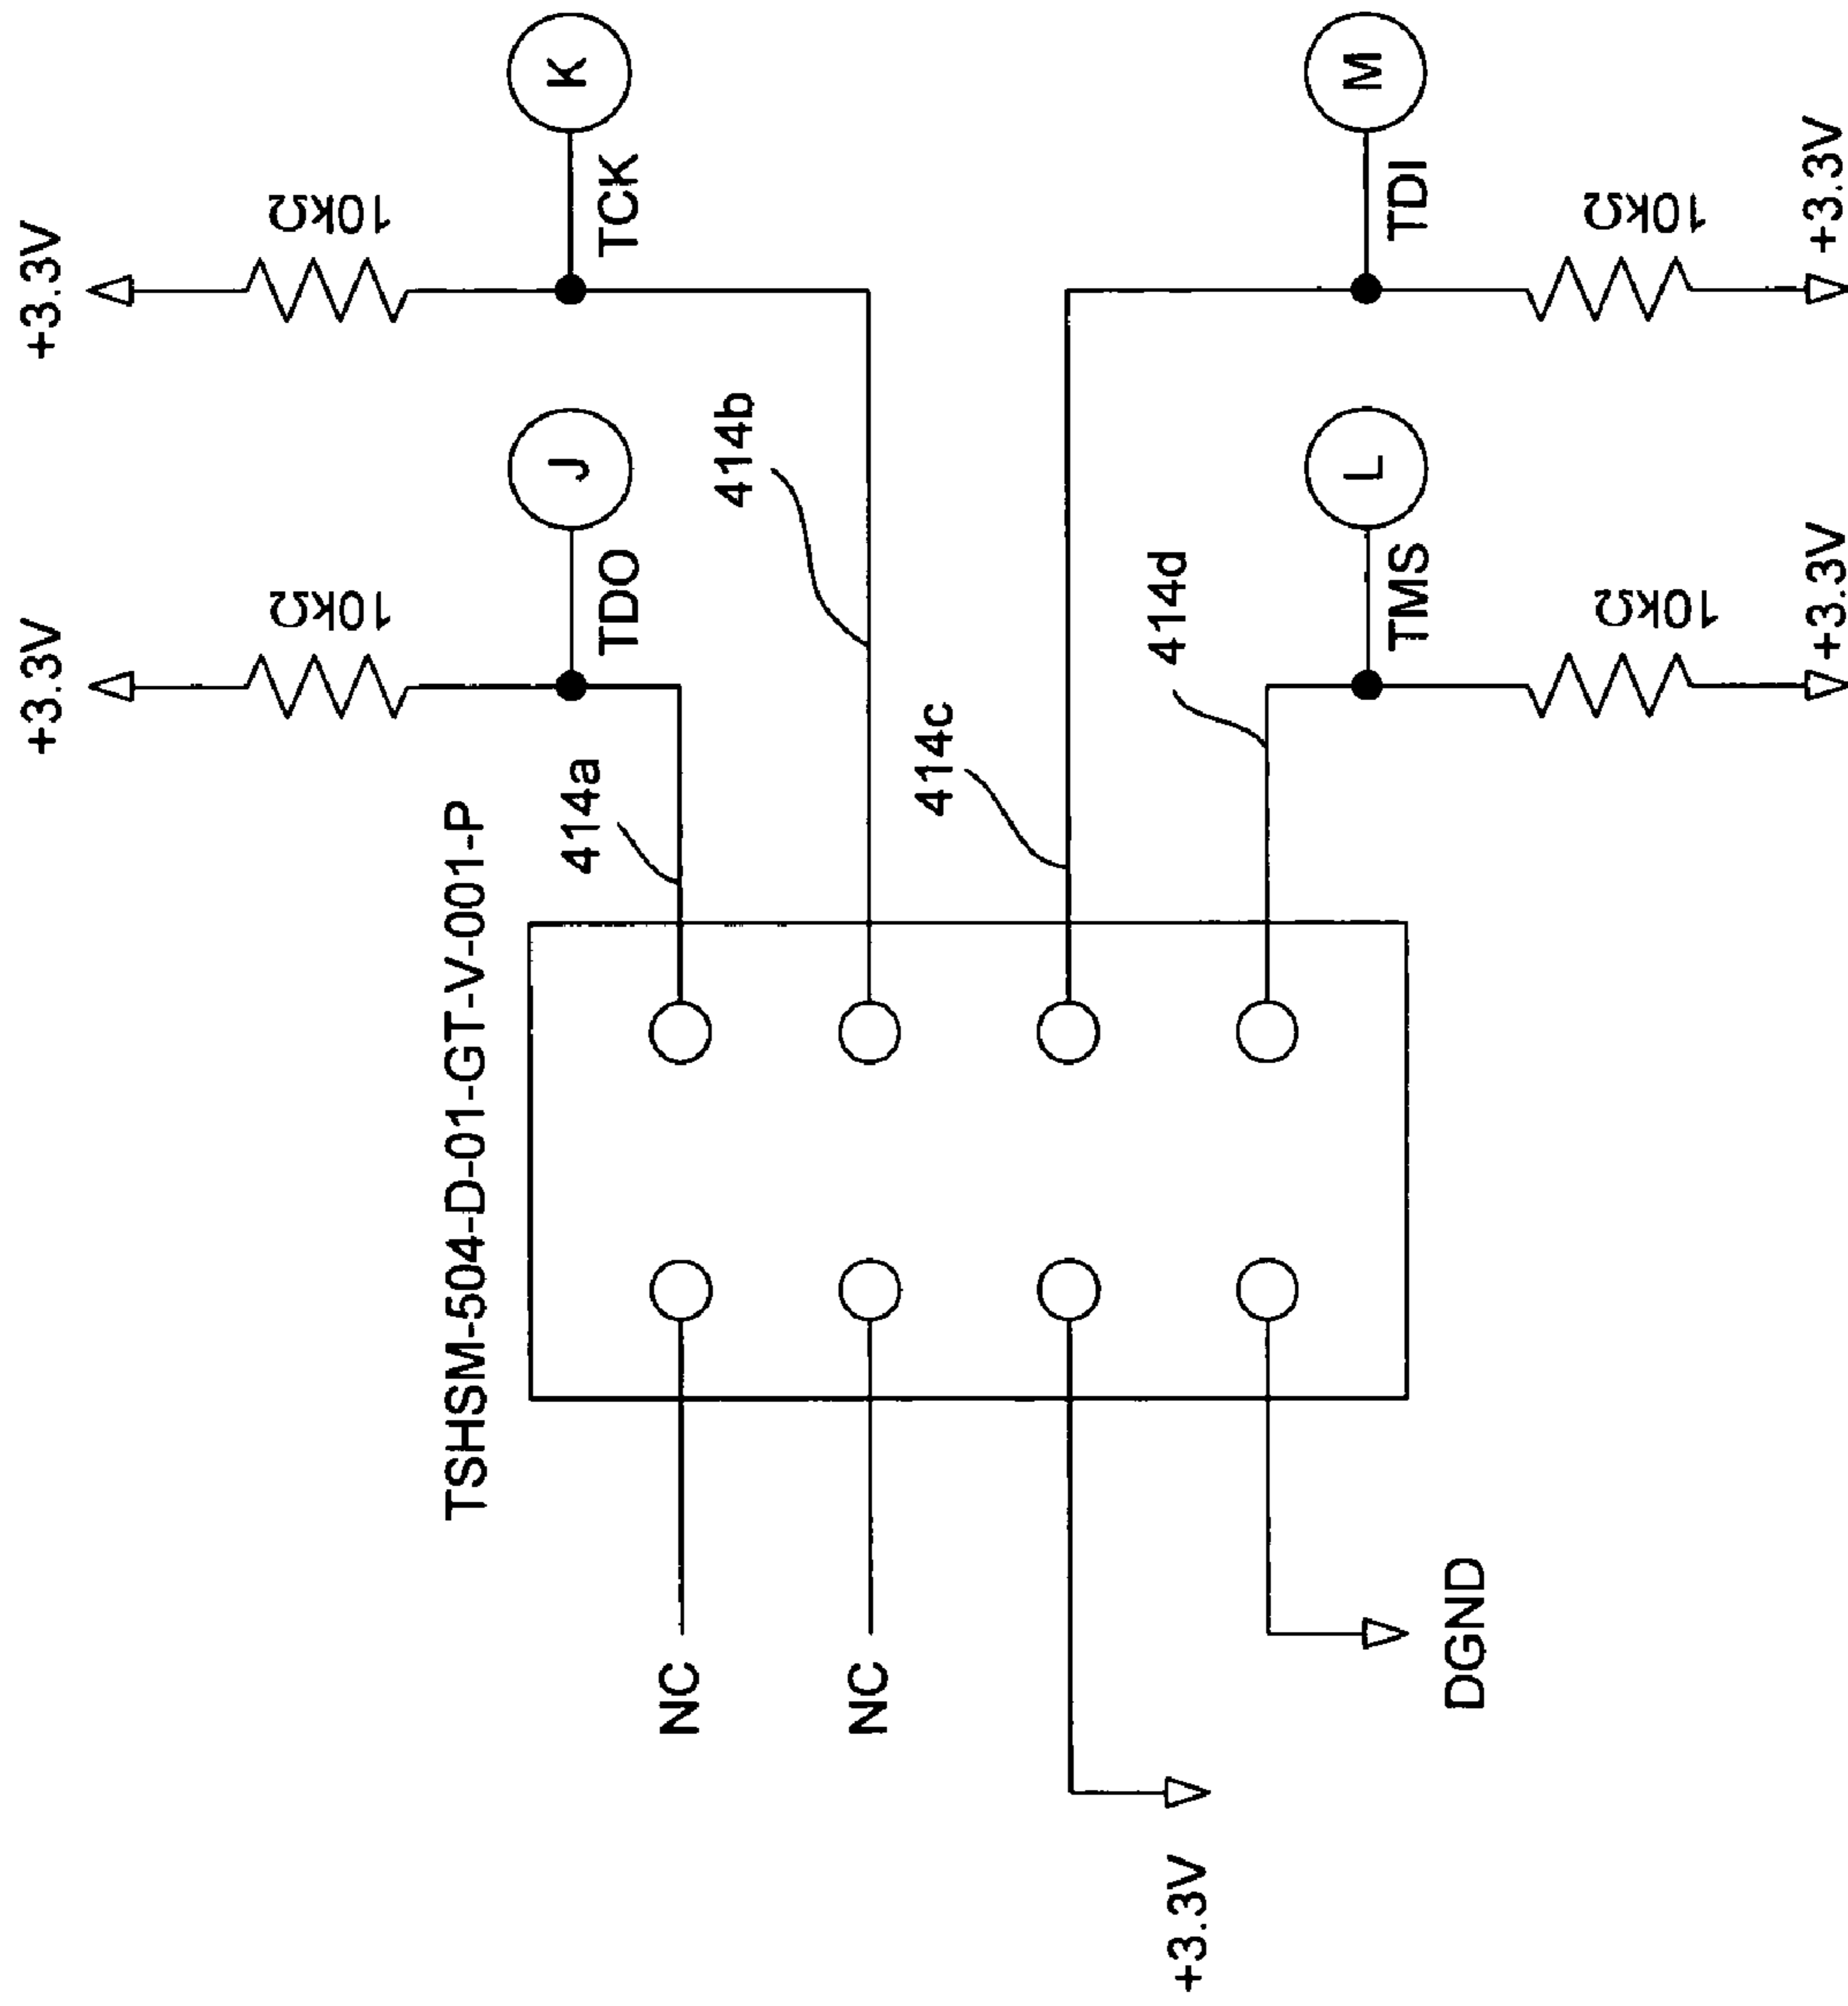 +3.3V
+3.3V
10kΩ
10kΩ
J
K
TDO
TCK
TSHSM-504-D-01-GT-V-001-P
414a
414b
NC
NC
414c
414d
+3.3V
DGND
L
M
TMS
TDI
10kΩ
10kΩ
+3.3V
+3.3V